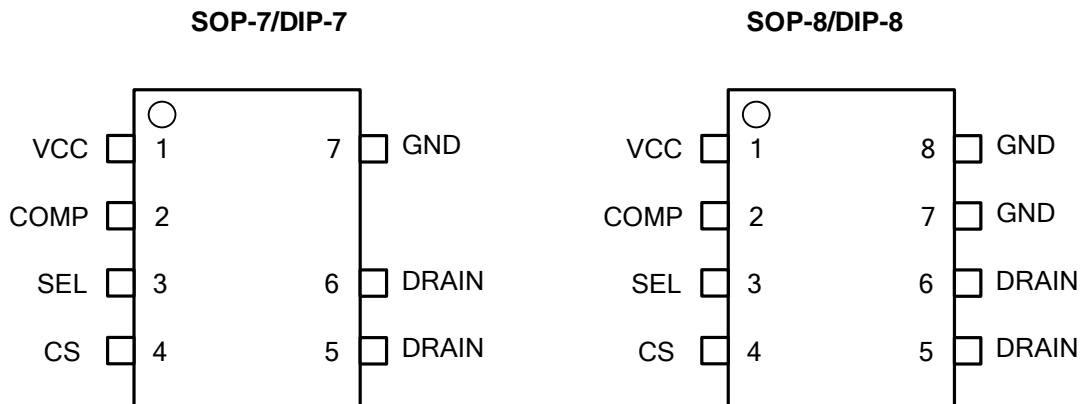 SOP-7/DIP-7
VCC 1 7 GND
COMP 2
SEL 3 6 DRAIN
CS 4 5 DRAIN
SOP-8/DIP-8
VCC 1 8 GND
COMP 2 7 GND
SEL 3 6 DRAIN
CS 4 5 DRAIN